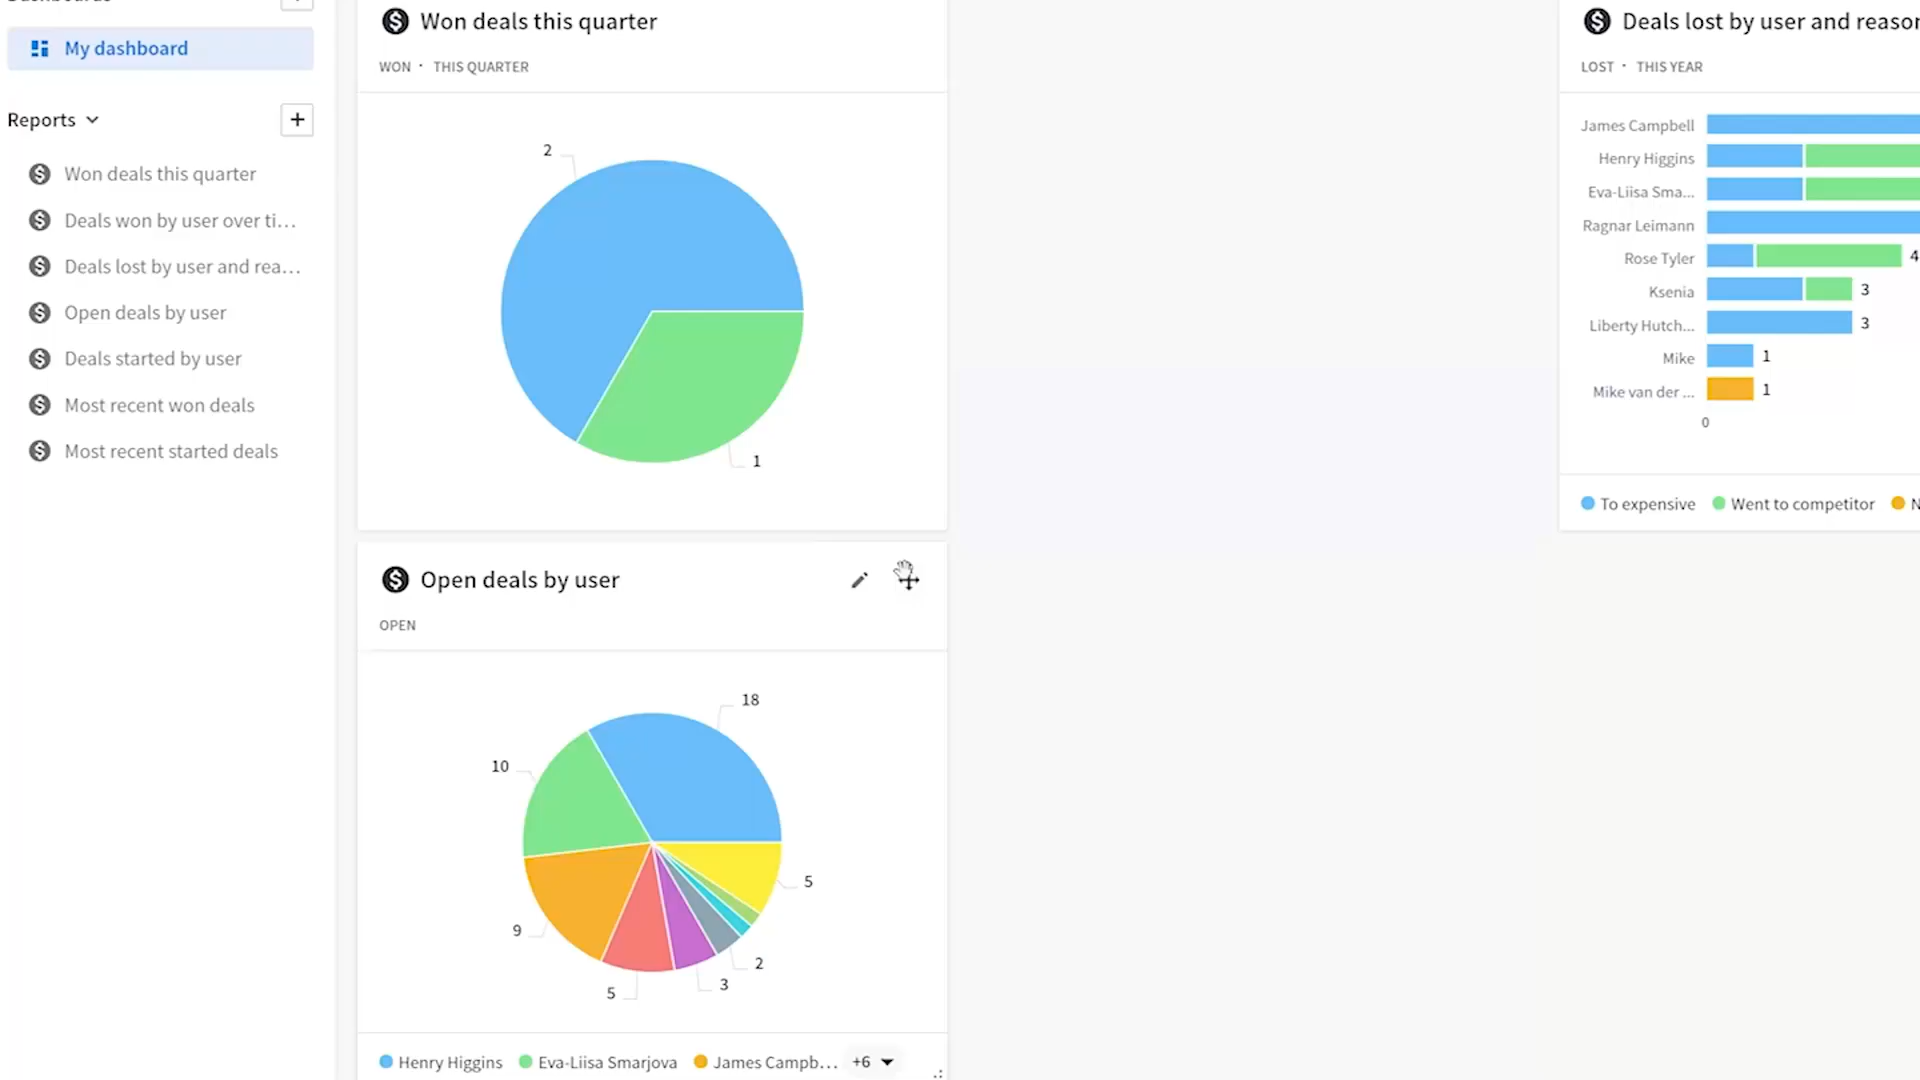 My dashboard
Reports
Won deals this quarter
Deals won by user over ti...
Deals lost by user and rea...
Open deals by user
Deals started by user
Most recent won deals
Most recent started deals
Won deals this quarter
WON · THIS QUARTER
2
1
Open deals by user
OPEN
18
10
9
5
3
2
5
Henry Higgins Eva-Liisa Smarjova James Campb... +6
Deals lost by user and
LOST · THIS YEAR
James Campbell
Henry Higgins
Eva-Liisa Sma...
Ragnar Leimann
Rose Tyler 4
Ksenia 3
Liberty Hutch... 3
Mike 1
Mike van der ... 1
0
To expensive Went to competitor